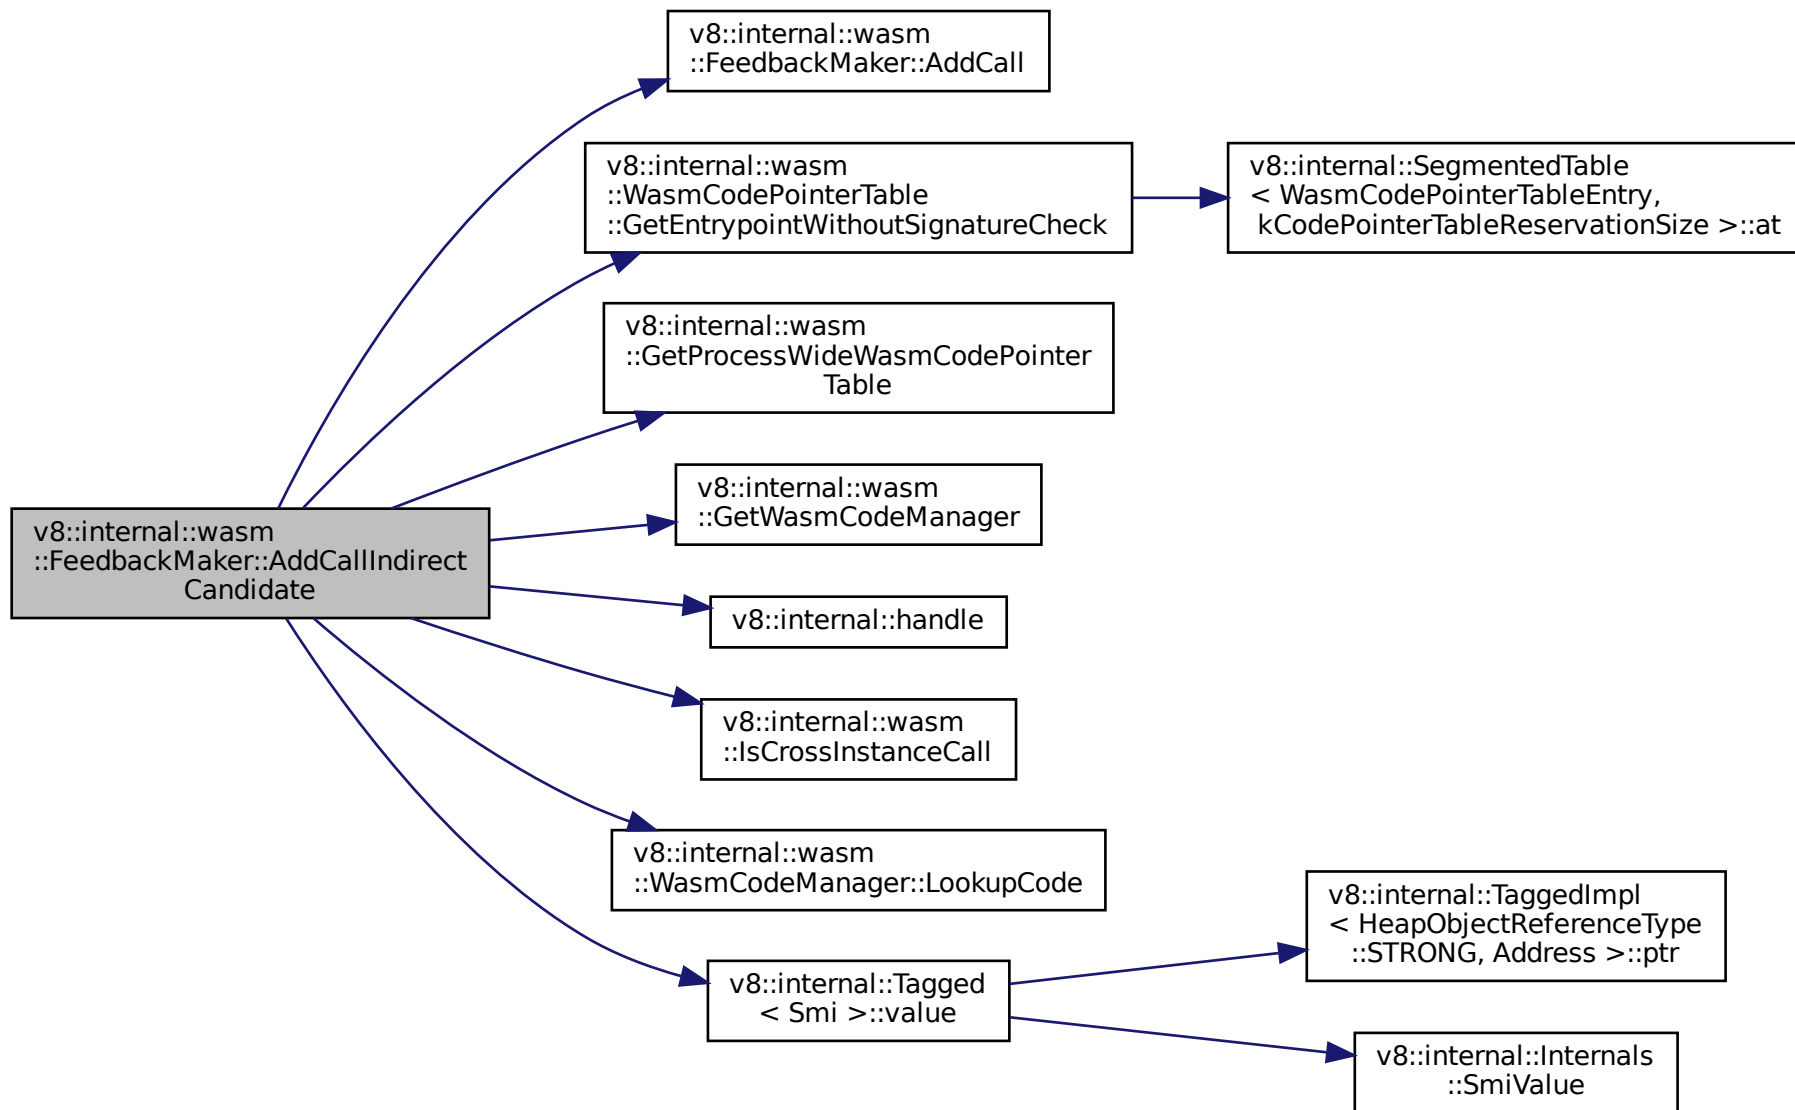 v8::internal::wasm
::FeedbackMaker::AddCall
v8::internal::wasm
::WasmCodePointerTable
::GetEntrypointWithoutSignatureCheck
v8::internal::SegmentedTable
< WasmCodePointerTableEntry,
kCodePointerTableReservationSize >::at
v8::internal::wasm
::GetProcessWideWasmCodePointer
Table
v8::internal::wasm
::GetWasmCodeManager
v8::internal::wasm
::FeedbackMaker::AddCallIndirect
Candidate
v8::internal::handle
v8::internal::wasm
::IsCrossInstanceCall
v8::internal::wasm
::WasmCodeManager::LookupCode
v8::internal::TaggedImpl
< HeapObjectReferenceType
::STRONG, Address >::ptr
v8::internal::Tagged
< Smi >::value
v8::internal::Internals
::SmiValue